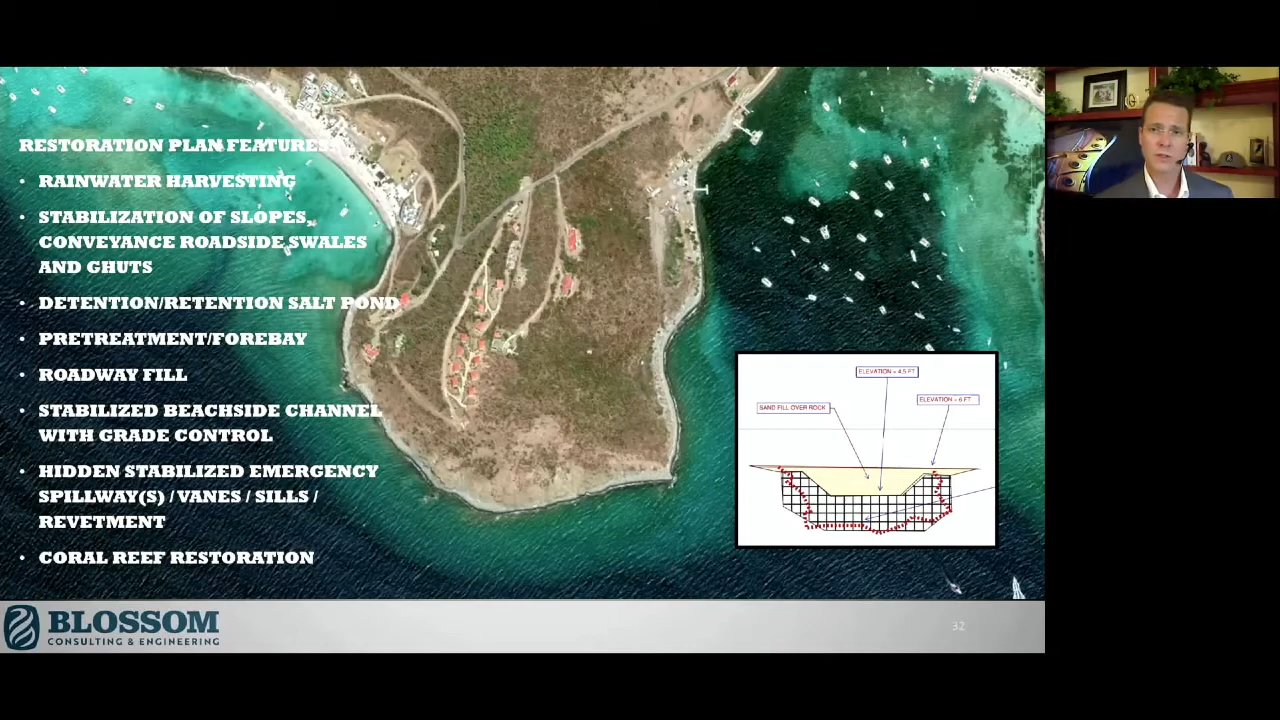 RESTORATION PLAN FEATURES:
• RAINWATER HARVESTING
• STABILIZATION OF SLOPES,
CONVEYANCE ROADSIDE SWALES
AND GHUTS
• DETENTION/RETENTION SALT POND
• PRETREATMENT/FOREBAY
• ROADWAY FILL
• STABILIZED BEACHSIDE CHANNEL
WITH GRADE CONTROL
• HIDDEN STABILIZED EMERGENCY
SPILLWAY(S) / VANES / SILLS /
REVETMENT
• CORAL REEF RESTORATION
ELEVATION = 4.5 FT
ELEVATION = 6 FT
SAND FILL OVER ROCK
BLOSSOM
CONSULTING & ENGINEERING
32